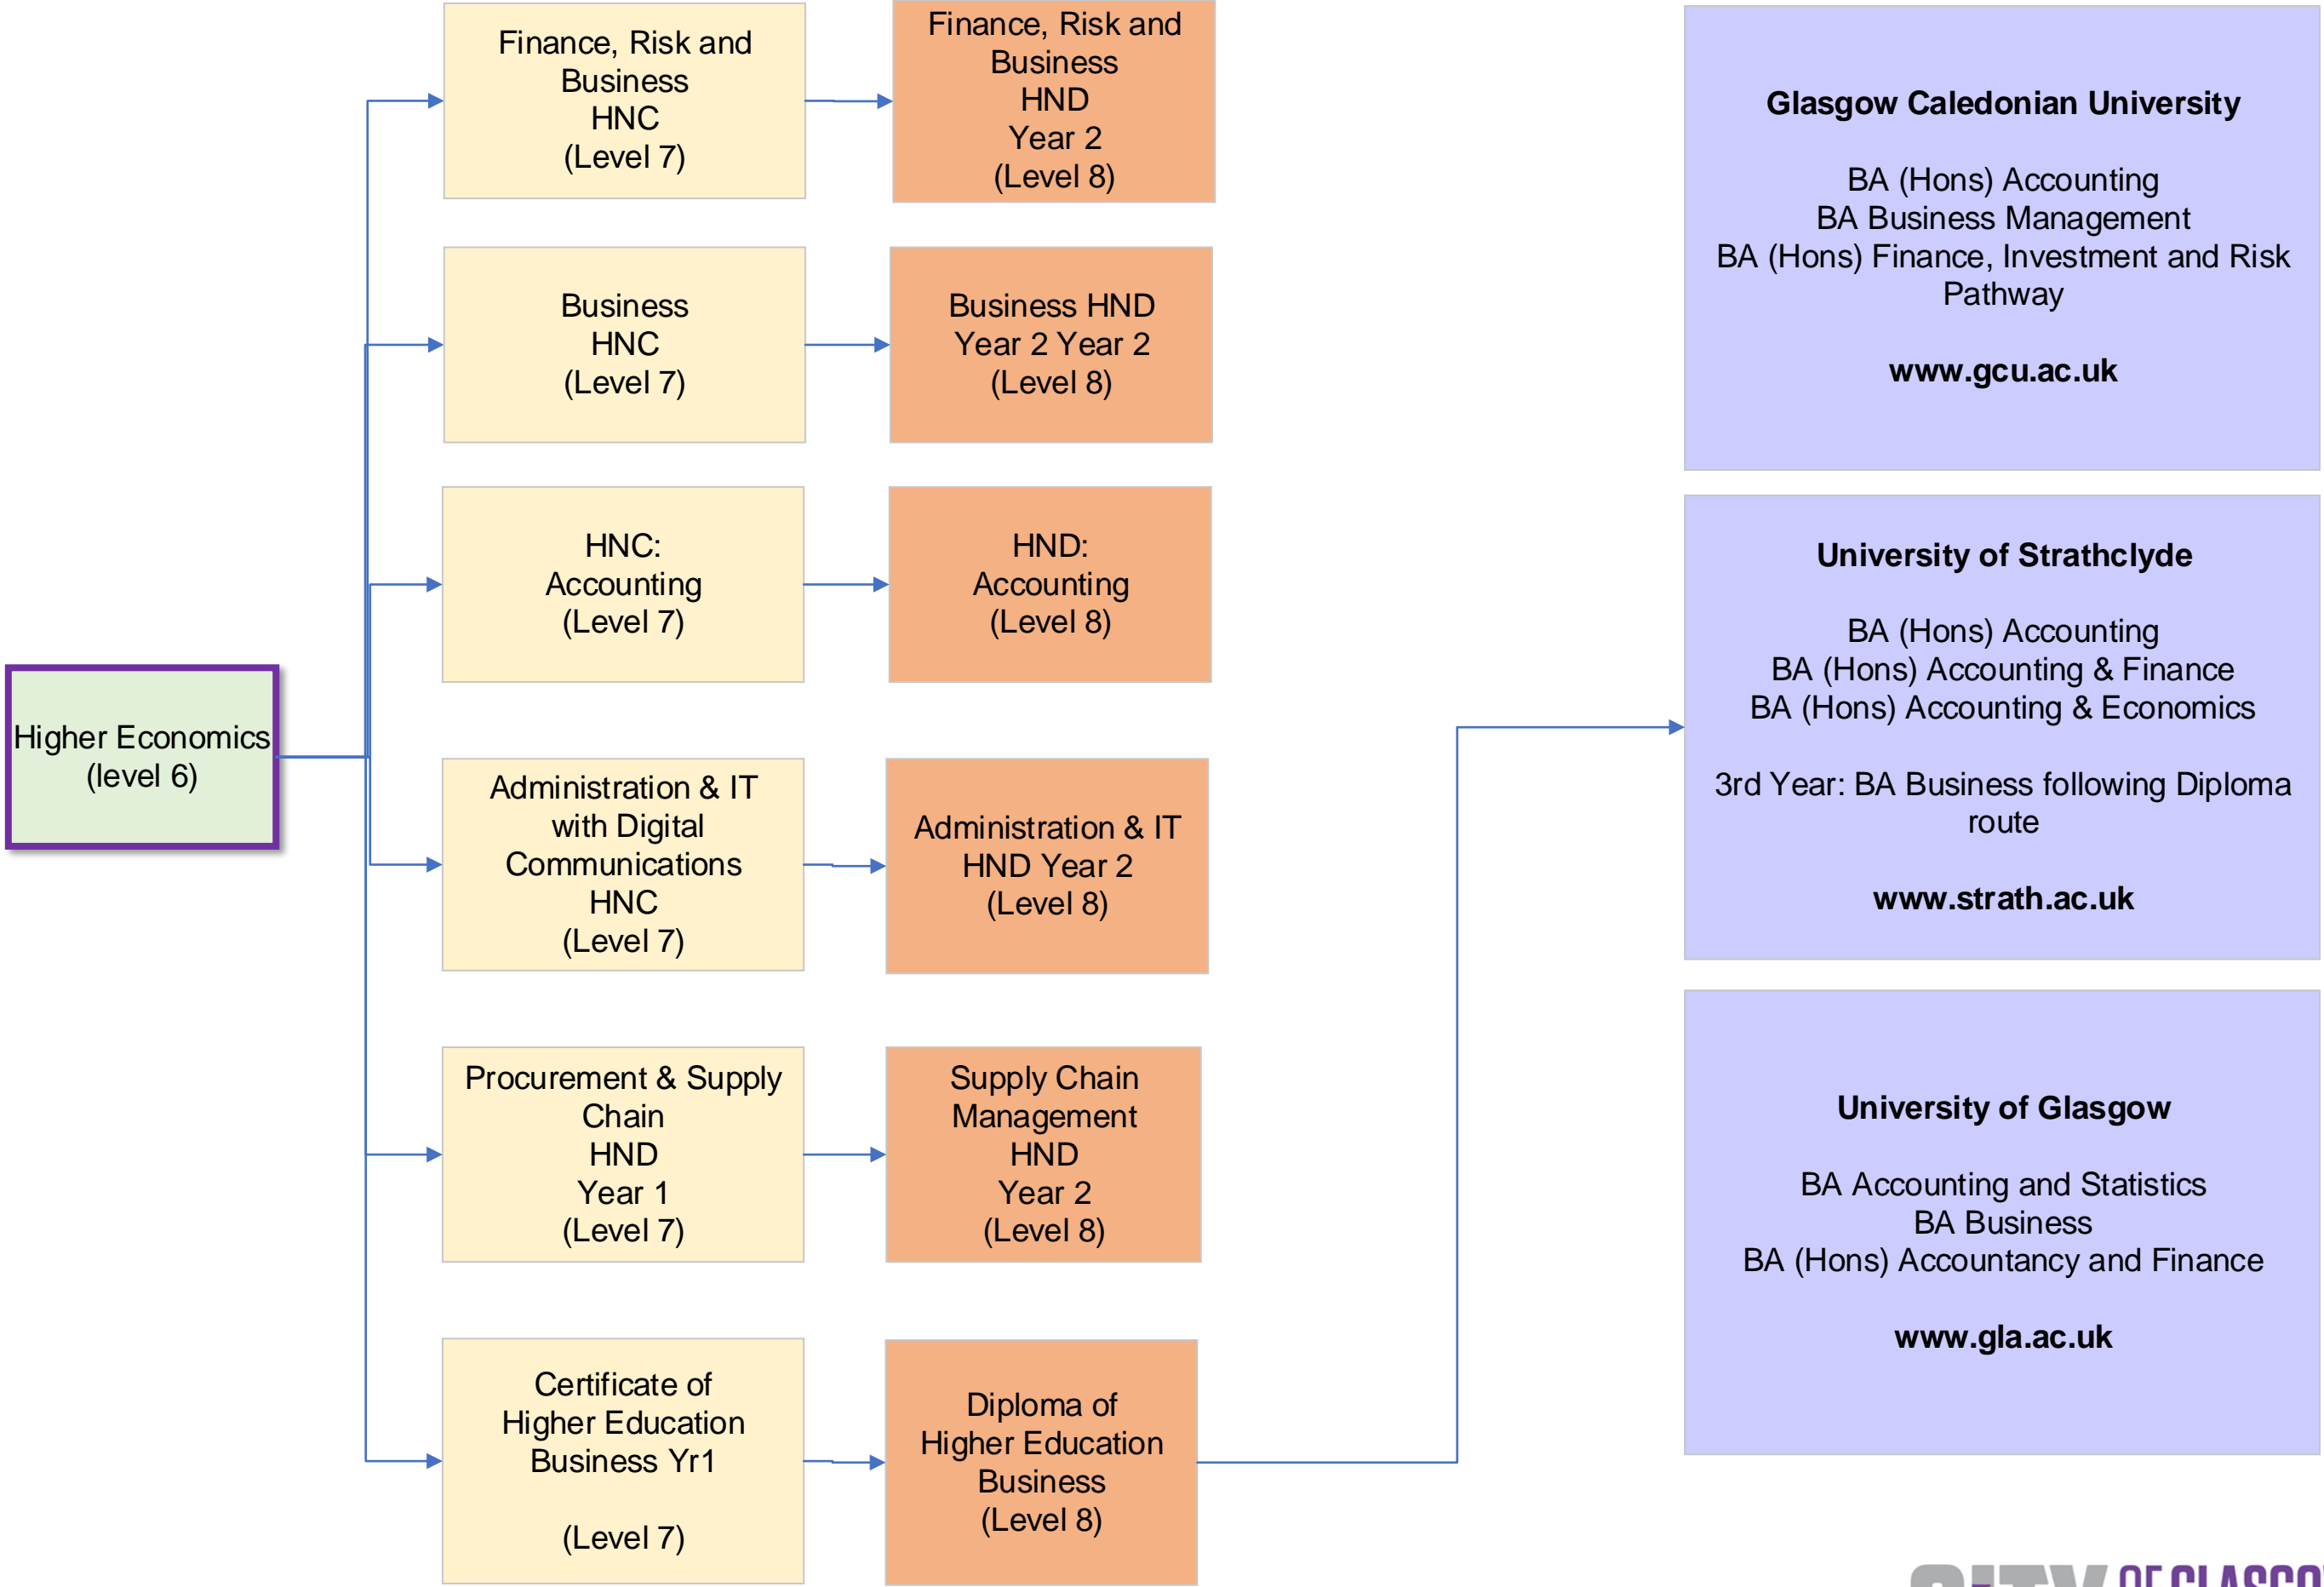 Finance, Risk and
Business
HNC
(Level 7)
Finance, Risk and
Business
HND
Year 2
(Level 8)
Glasgow Caledonian University
BA (Hons) Accounting
BA Business Management
BA (Hons) Finance, Investment and Risk
Pathway
www.gcu.ac.uk
Business
HNC
(Level 7)
Business HND
Year 2 Year 2
(Level 8)
HNC:
Accounting
(Level 7)
HND:
Accounting
(Level 8)
University of Strathclyde
BA (Hons) Accounting
BA (Hons) Accounting & Finance
BA (Hons) Accounting & Economics
3rd Year: BA Business following Diploma
route
www.strath.ac.uk
Higher Economics
(level 6)
Administration & IT
with Digital
Communications
HNC
(Level 7)
Administration & IT
HND Year 2
(Level 8)
Procurement & Supply
Chain
HND
Year 1
(Level 7)
Supply Chain
Management
HND
Year 2
(Level 8)
University of Glasgow
BA Accounting and Statistics
BA Business
BA (Hons) Accountancy and Finance
www.gla.ac.uk
Certificate of
Higher Education
Business Yr1
(Level 7)
Diploma of
Higher Education
Business
(Level 8)
CITY OF GLASGOW